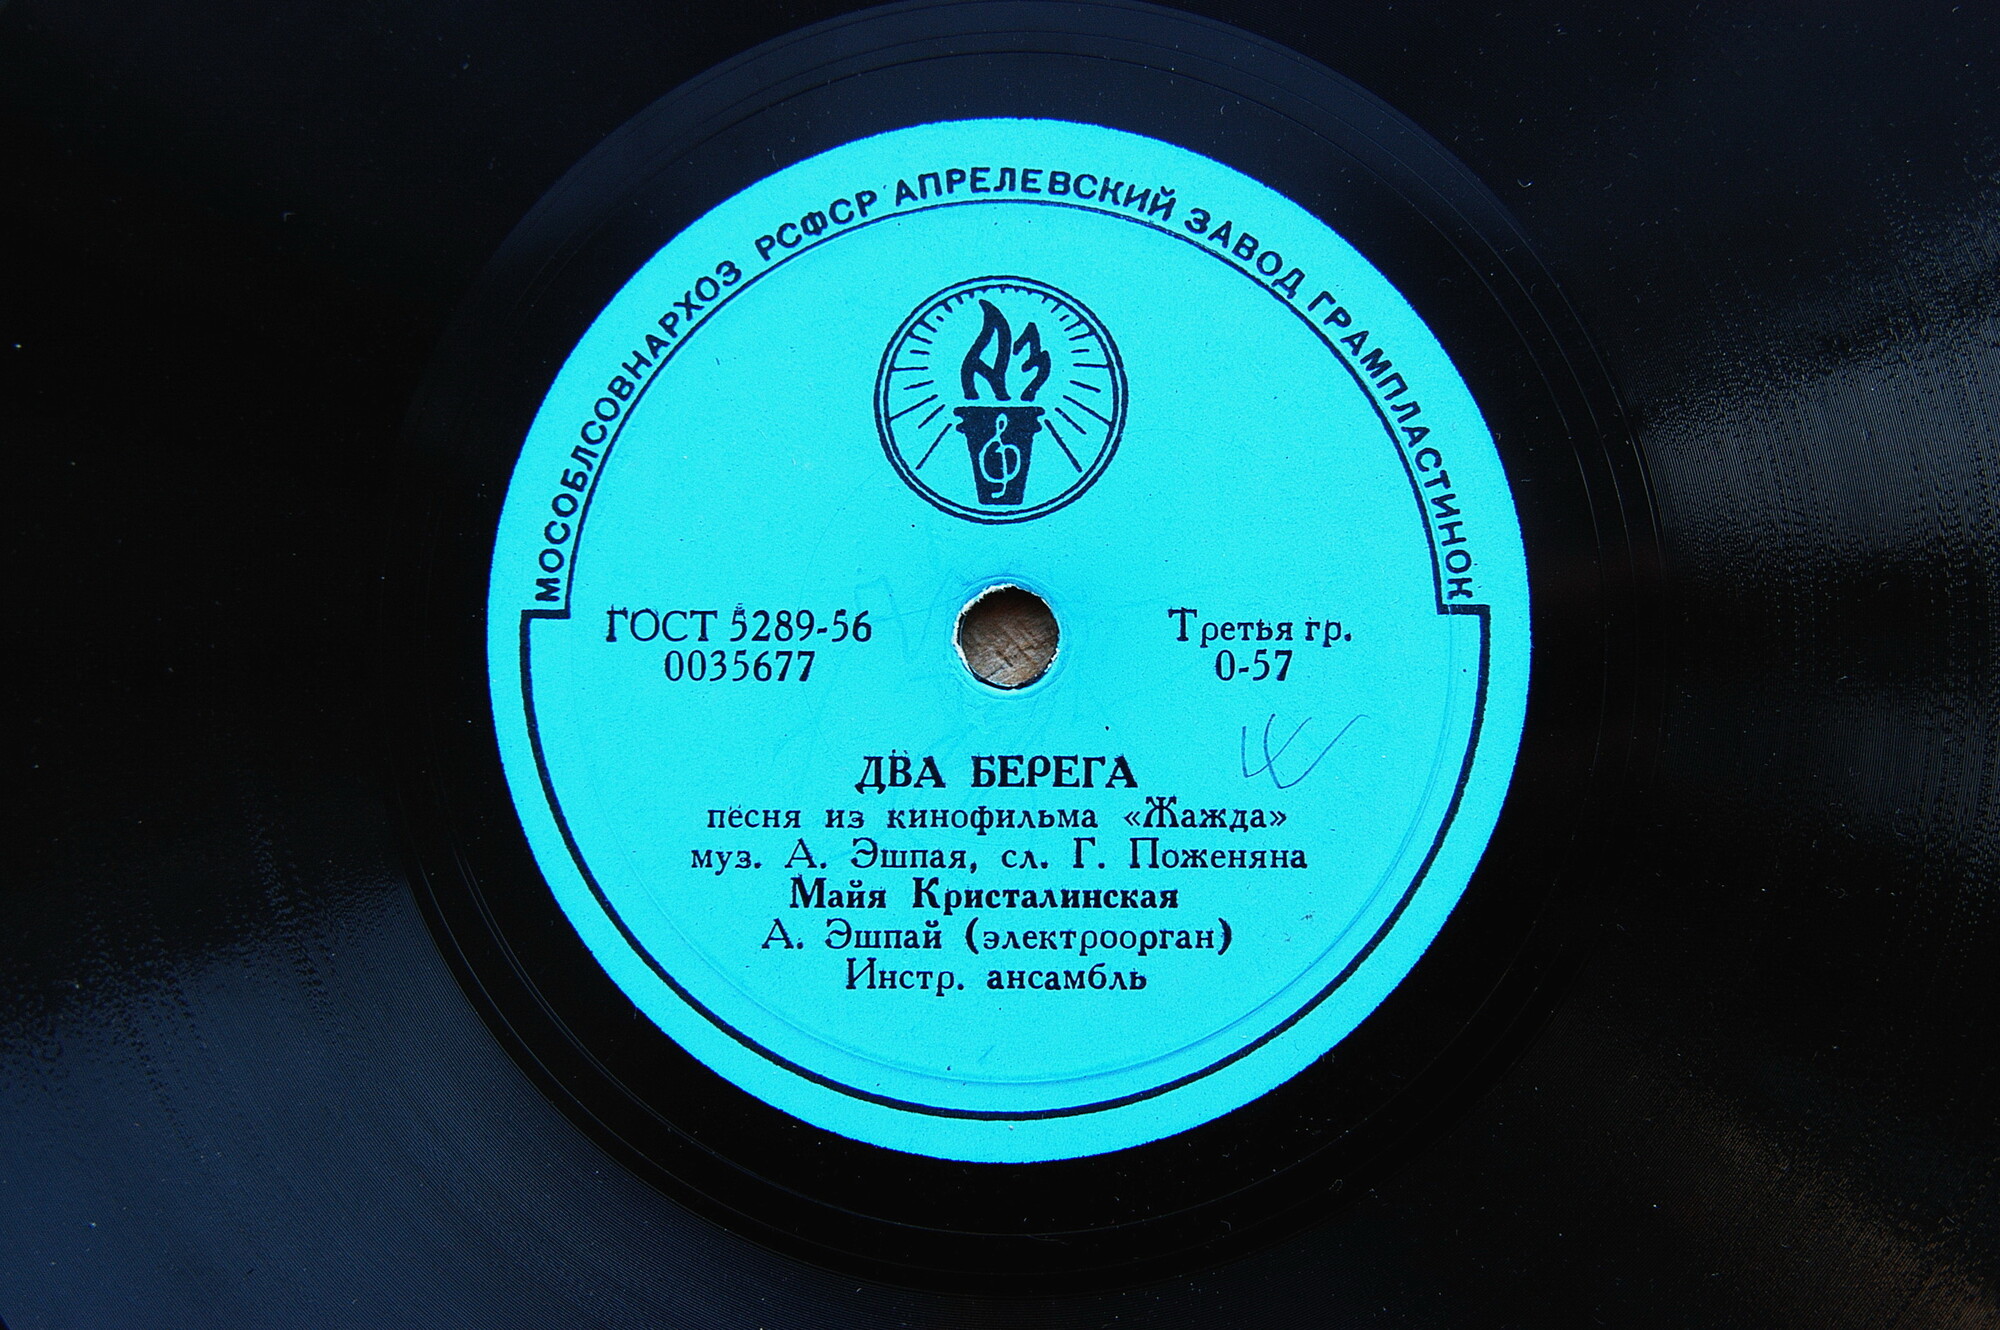 МОСОБЛСОВНАРХОЗ РСФСР АПРЕЛЕВСКИЙ ЗАВОД ГРАМПЛАСТИНОК
АЗ
ГОСТ 5289-56
0035677
Третья гр.
0-57
ДВА БЕРЕГА
песня из кинофильма «Жажда»
муз. А. Эшпая, сл. Г. Поженяна
Майя Кристалинская
А. Эшпай (электроорган)
Инстр. ансамбль